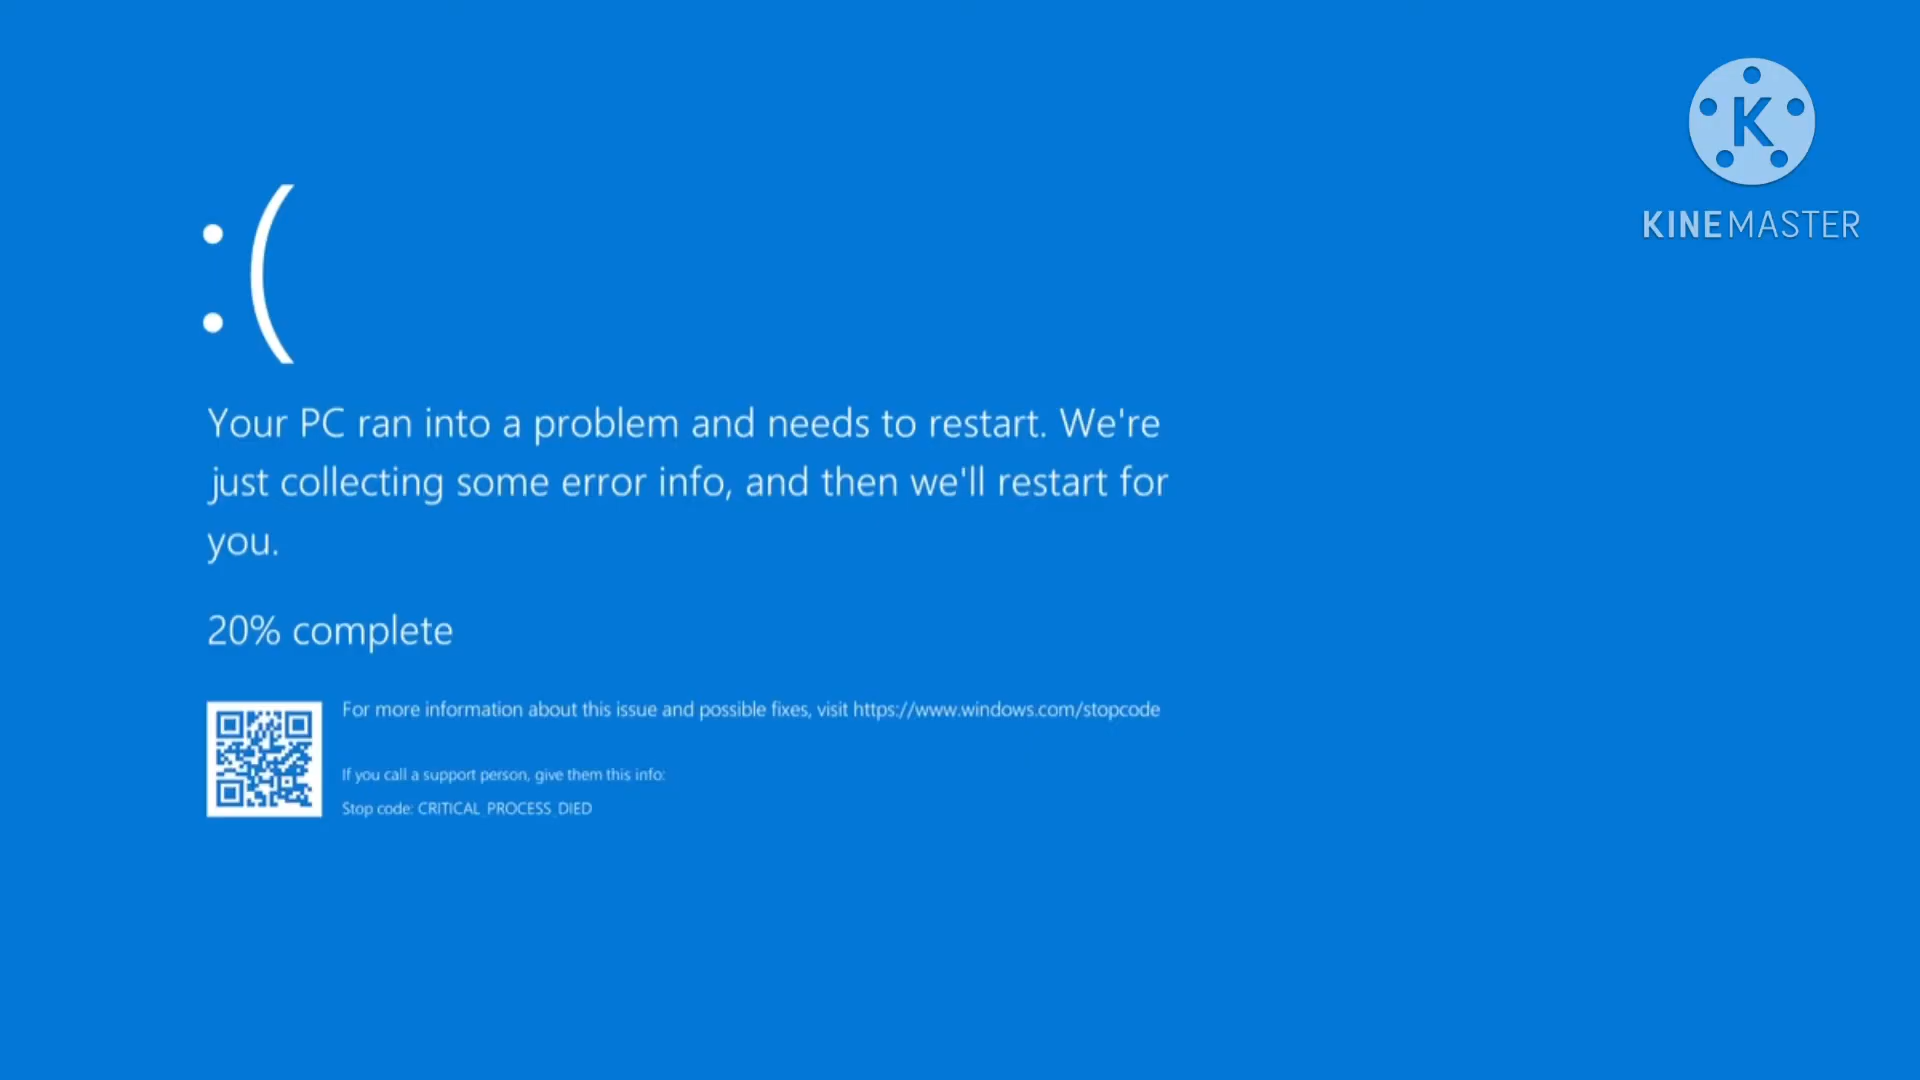 K
KINEMASTER
:(
Your PC ran into a problem and needs to restart. We're
just collecting some error info, and then we'll restart for
you.
20% complete
For more information about this issue and possible fixes, visit https://www.windows.com/stopcode
If you call a support person, give them this info:
Stop code: CRITICAL_PROCESS_DIED